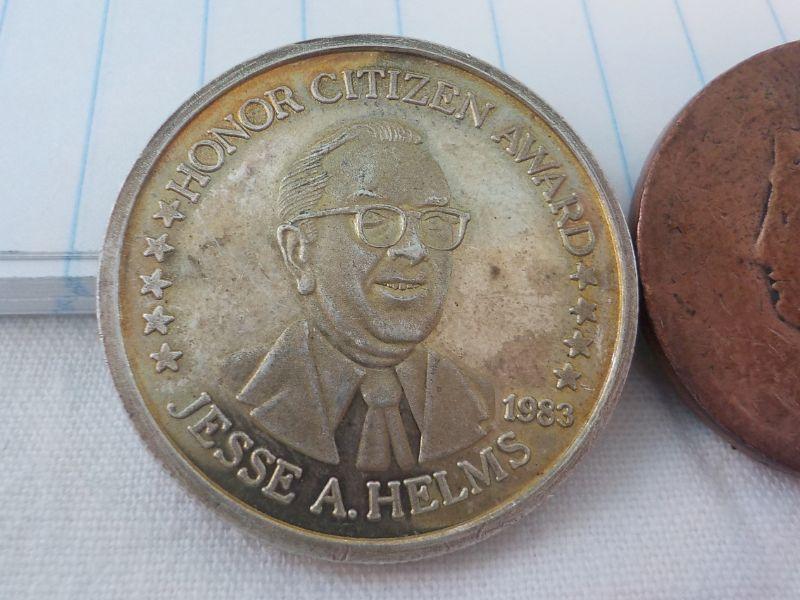 HONOR CITIZEN AWARD
1983
JESSE A. HELMS